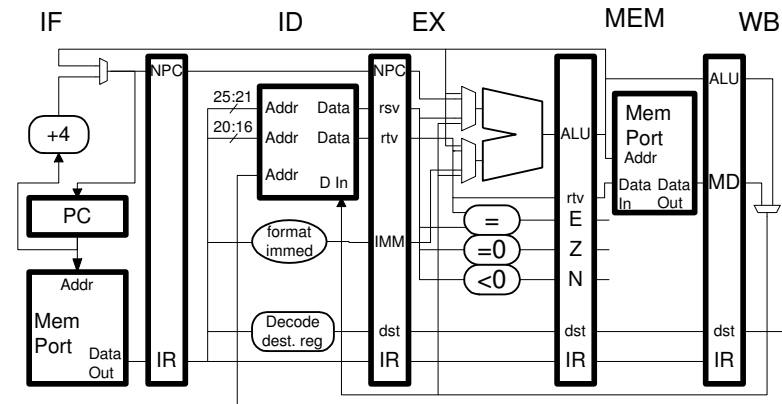 IF ID EX MEM WB
NPC NPC
25:21
Addr Data rsv
20:16
Addr Data rtv
Addr
D In
+4
PC
format
immed
IMM
Addr
Mem
Port
Data
Out
IR
Decode
dest. reg
dst
IR
=
=0
<0
ALU
rtv
E
Z
N
dst
IR
Mem
Port
Addr
Data
In
Data
Out
ALU
MD
dst
IR